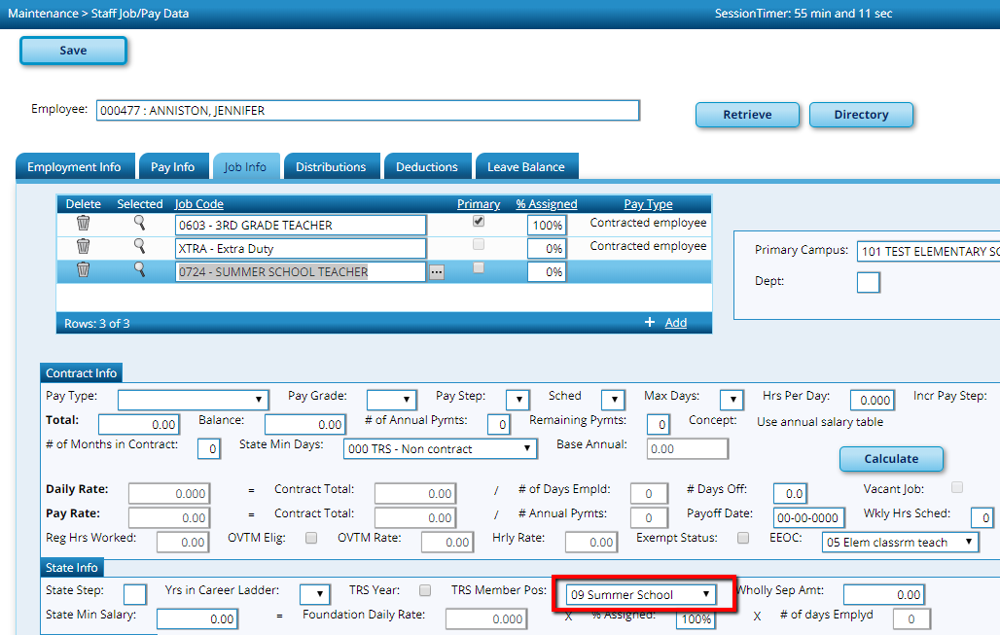 Maintenance > Staff Job/Pay Data SessionTimer: 55 min and 11 sec
Save
Employee: 000477 : ANNISTON, JENNIFER Retrieve Directory
Employment Info Pay Info Job Info Distributions Deductions Leave Balance
Delete Selected Job Code Primary % Assigned Pay Type
0603 - 3RD GRADE TEACHER 100% Contracted employee
XTRA - Extra Duty 0% Contracted employee
0724 - SUMMER SCHOOL TEACHER ... 0%
Rows: 3 of 3 + Add
Primary Campus: 101 TEST ELEMENTARY SC
Dept:
Contract Info
Pay Type: Pay Grade: Pay Step: Sched Max Days: Hrs Per Day: 0.000 Incr Pay Step:
Total: 0.00 Balance: 0.00 # of Annual Pymts: 0 Remaining Pymts: 0 Concept: Use annual salary table
# of Months in Contract: 0 State Min Days: 000 TRS - Non contract Base Annual: 0.00
Calculate
Daily Rate: 0.000 = Contract Total: 0.00 / # of Days Empld: 0 # Days Off: 0.0 Vacant Job:
Pay Rate: 0.00 = Contract Total: 0.00 / # Annual Pymts: 0 Payoff Date: 00-00-0000 Wkly Hrs Sched: 0
Reg Hrs Worked: 0.00 OVTM Elig: OVTM Rate: 0.00 Hrly Rate: 0.00 Exempt Status: EEOC: 05 Elem classrm teach
State Info
State Step: Yrs in Career Ladder: TRS Year: TRS Member Pos: 09 Summer School Wholly Sep Amt: 0.00
State Min Salary: 0.00 = Foundation Daily Rate: 0.000 X % Assigned: 100% X # of days Emplyd 0